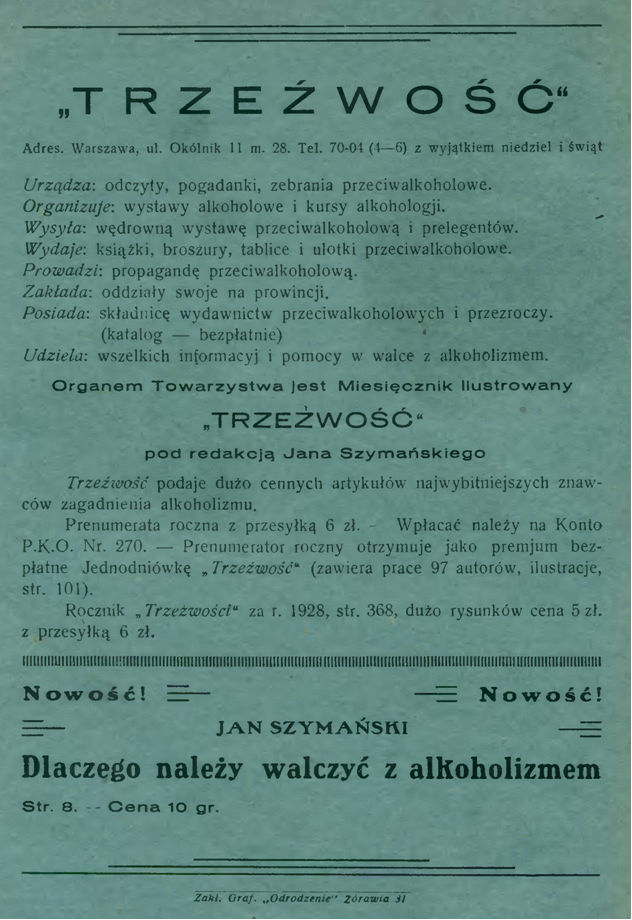 „TRZEŹWOŚĆ“
Adres. Warszawa, ul. Okólnik 11 m. 28. Tel. 70-04 (4—6) z wyjątkiem niedziel i świąt
Urządza: odczyty, pogadanki, zebrania przeciwalkoholowe.
Organizuje: wystawy alkoholowe i kursy alkohologji.
Wysyła: wędrowną wystawę przeciwalkoholową i prelegentów.
Wydaje: książki, broszury, tablice i ulotki przeciwalkoholowe.
Prowadzi: propagandę przeciwalkoholową.
Zakłada: oddziały swoje na prowincji.
Posiada: składnicę wydawnictw przeciwalkoholowych i przezroczy.
(katalog — bezpłatnie)
Udziela: wszelkich informacyj i pomocy w walce z alkoholizmem.
Organem Towarzystwa jest Miesięcznik Ilustrowany
„TRZEŹWOŚĆ“
pod redakcją Jana Szymańskiego
Trzeźwość podaje dużo cennych artykułów najwybitniejszych znaw-
ców zagadnienia alkoholizmu.
Prenumerata roczna z przesyłką 6 zł. - Wpłacać należy na Konto
P.K.O. Nr. 270. — Prenumerator roczny otrzymuje jako premjum bez-
płatne Jednodniówkę „Trzeźwość“ (zawiera prace 97 autorów, ilustracje,
str. 101).
Rocznik „Trzeźwości“ za r. 1928, str. 368, dużo rysunków cena 5 zł.
z przesyłką 6 zł.
Nowość! Nowość!
JAN SZYMAŃSKI
Dlaczego należy walczyć z alkoholizmem
Str. 8. -- Cena 10 gr.
Zakł. Graf. „Odrodzenie“ Żórawia 31